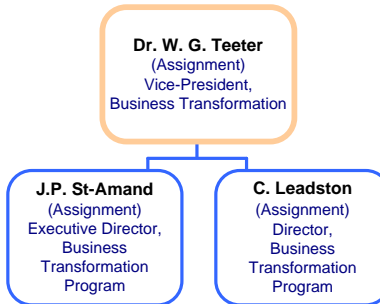 Dr. W. G. Teeter
(Assignment)
Vice-President,
Business Transformation
J.P. St-Amand
(Assignment)
Executive Director,
Business
Transformation
Program
C. Leadston
(Assignment)
Director,
Business
Transformation
Program